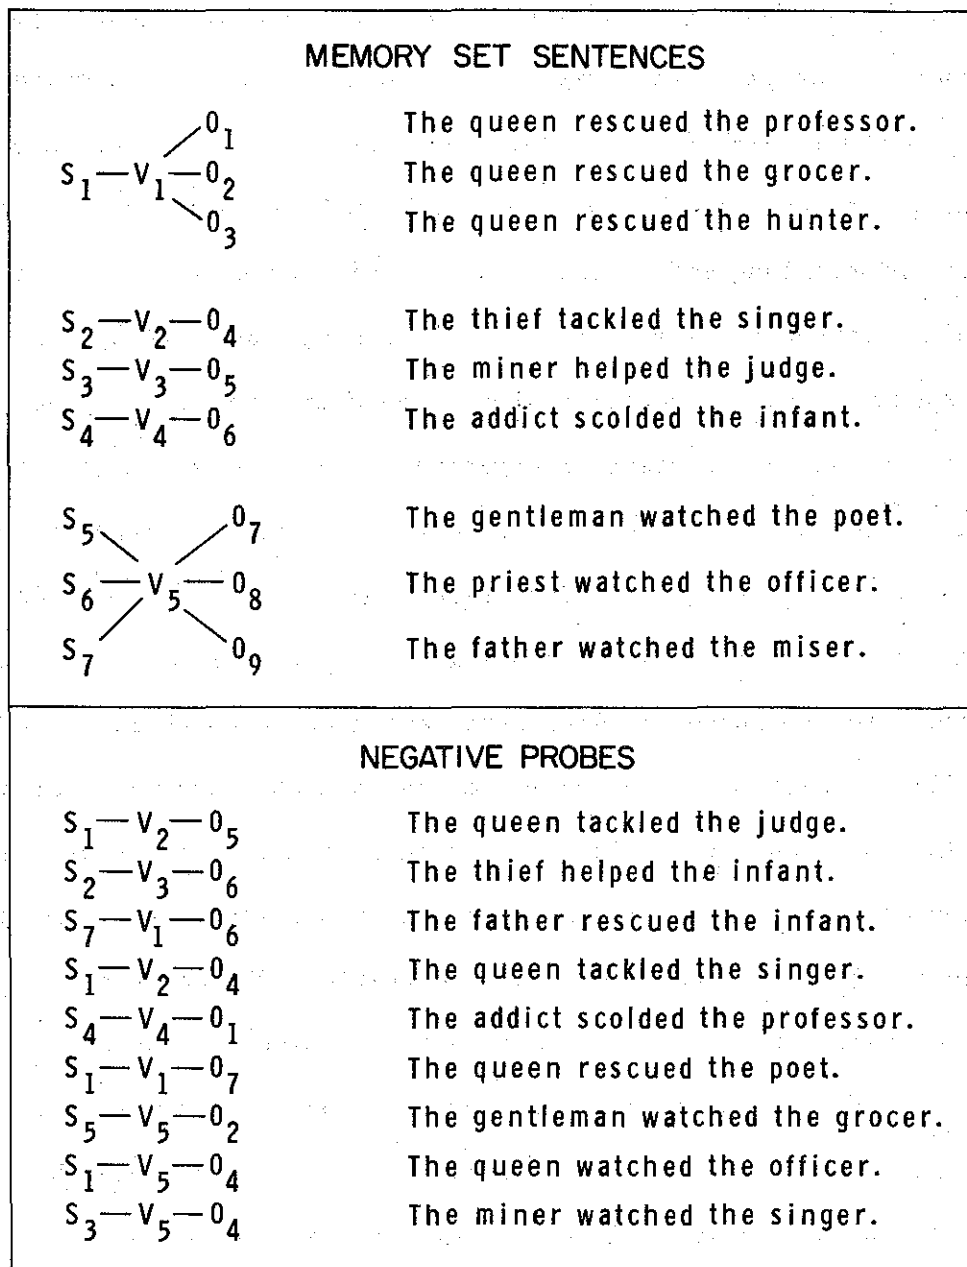 MEMORY SET SENTENCES
O1 The queen rescued the professor.
S1—V1—O2 The queen rescued the grocer.
O3 The queen rescued the hunter.
S2—V2—O4 The thief tackled the singer.
S3—V3—O5 The miner helped the judge.
S4—V4—O6 The addict scolded the infant.
S5 O7 The gentleman watched the poet.
S6—V5—O8 The priest watched the officer.
S7 O9 The father watched the miser.
NEGATIVE PROBES
S1—V2—O5 The queen tackled the judge.
S2—V3—O6 The thief helped the infant.
S7—V1—O6 The father rescued the infant.
S1—V2—O4 The queen tackled the singer.
S4—V4—O1 The addict scolded the professor.
S1—V1—O7 The queen rescued the poet.
S5—V5—O2 The gentleman watched the grocer.
S1—V5—O4 The queen watched the officer.
S3—V5—O4 The miner watched the singer.